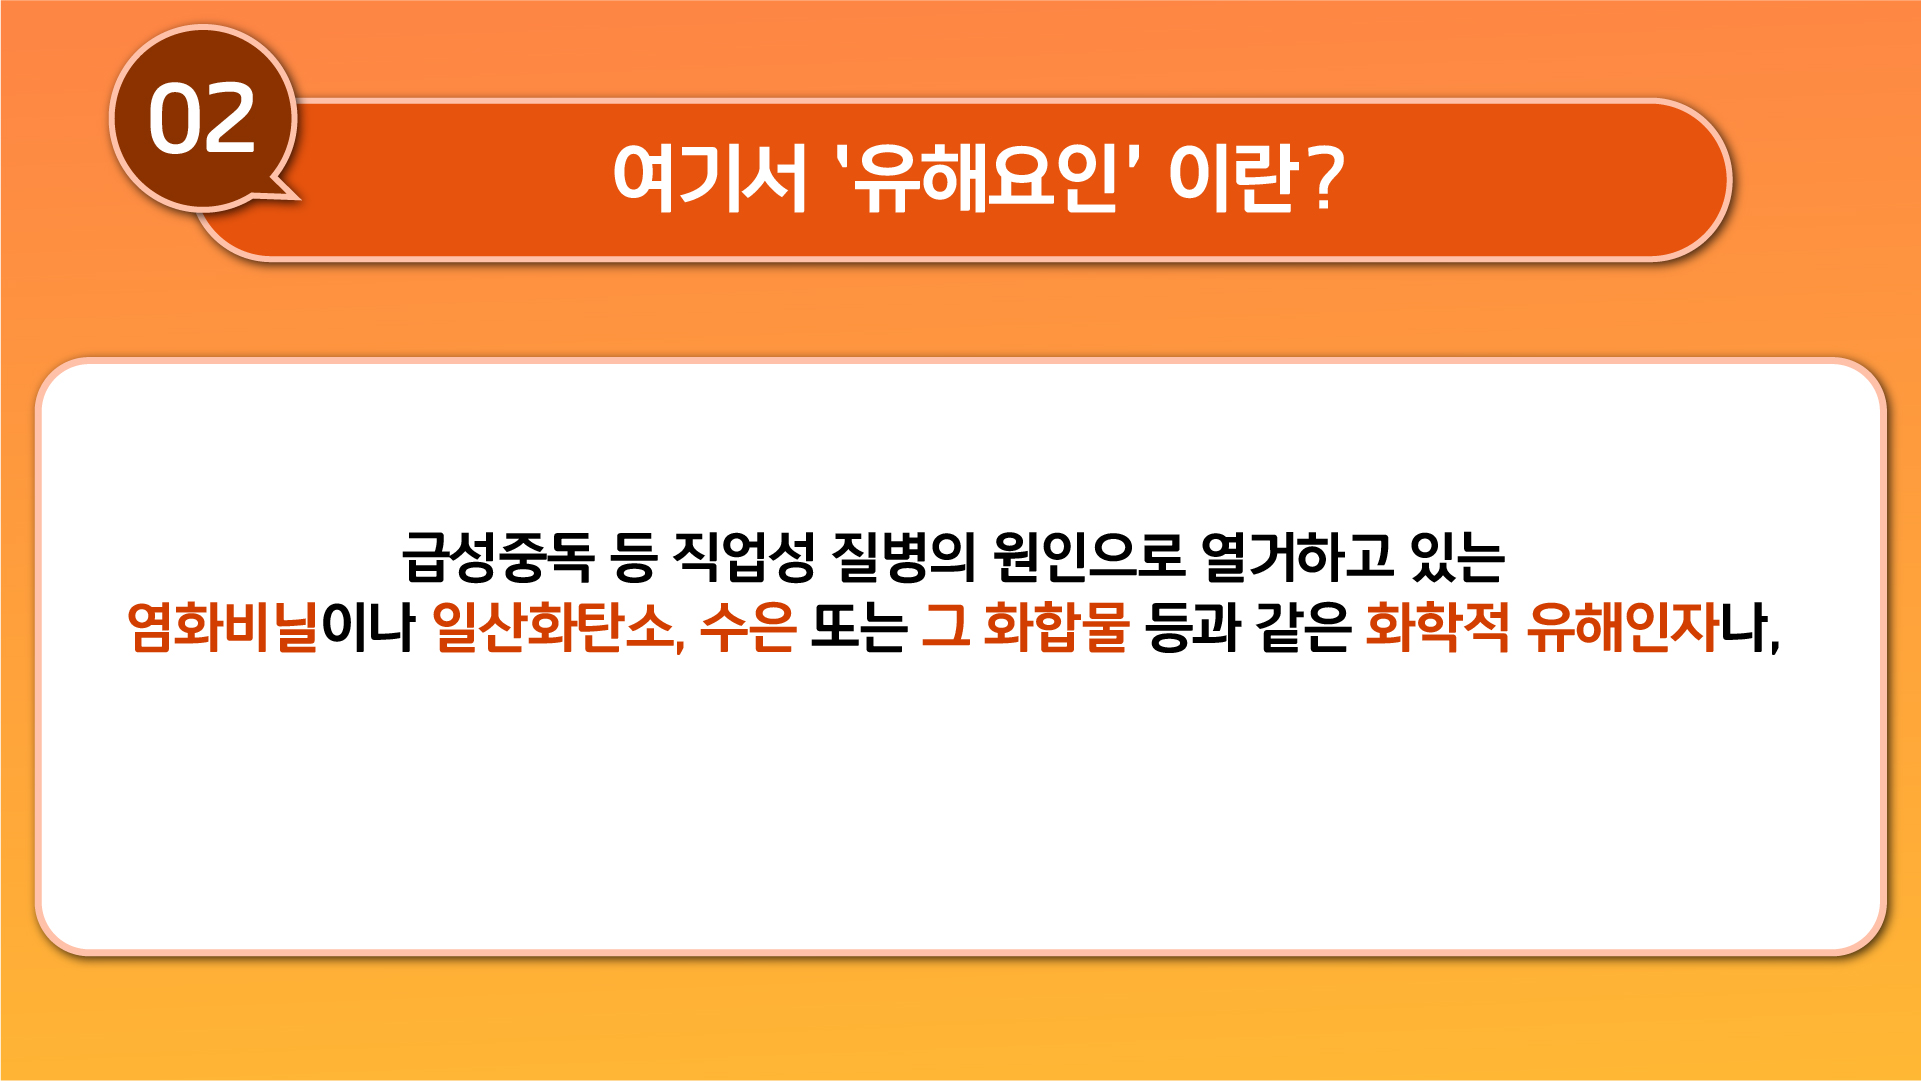 02
여기서 '유해요인' 이란?
급성중독 등 직업성 질병의 원인으로 열거하고 있는
염화비닐이나 일산화탄소, 수은 또는 그 화합물 등과 같은 화학적 유해인자나,